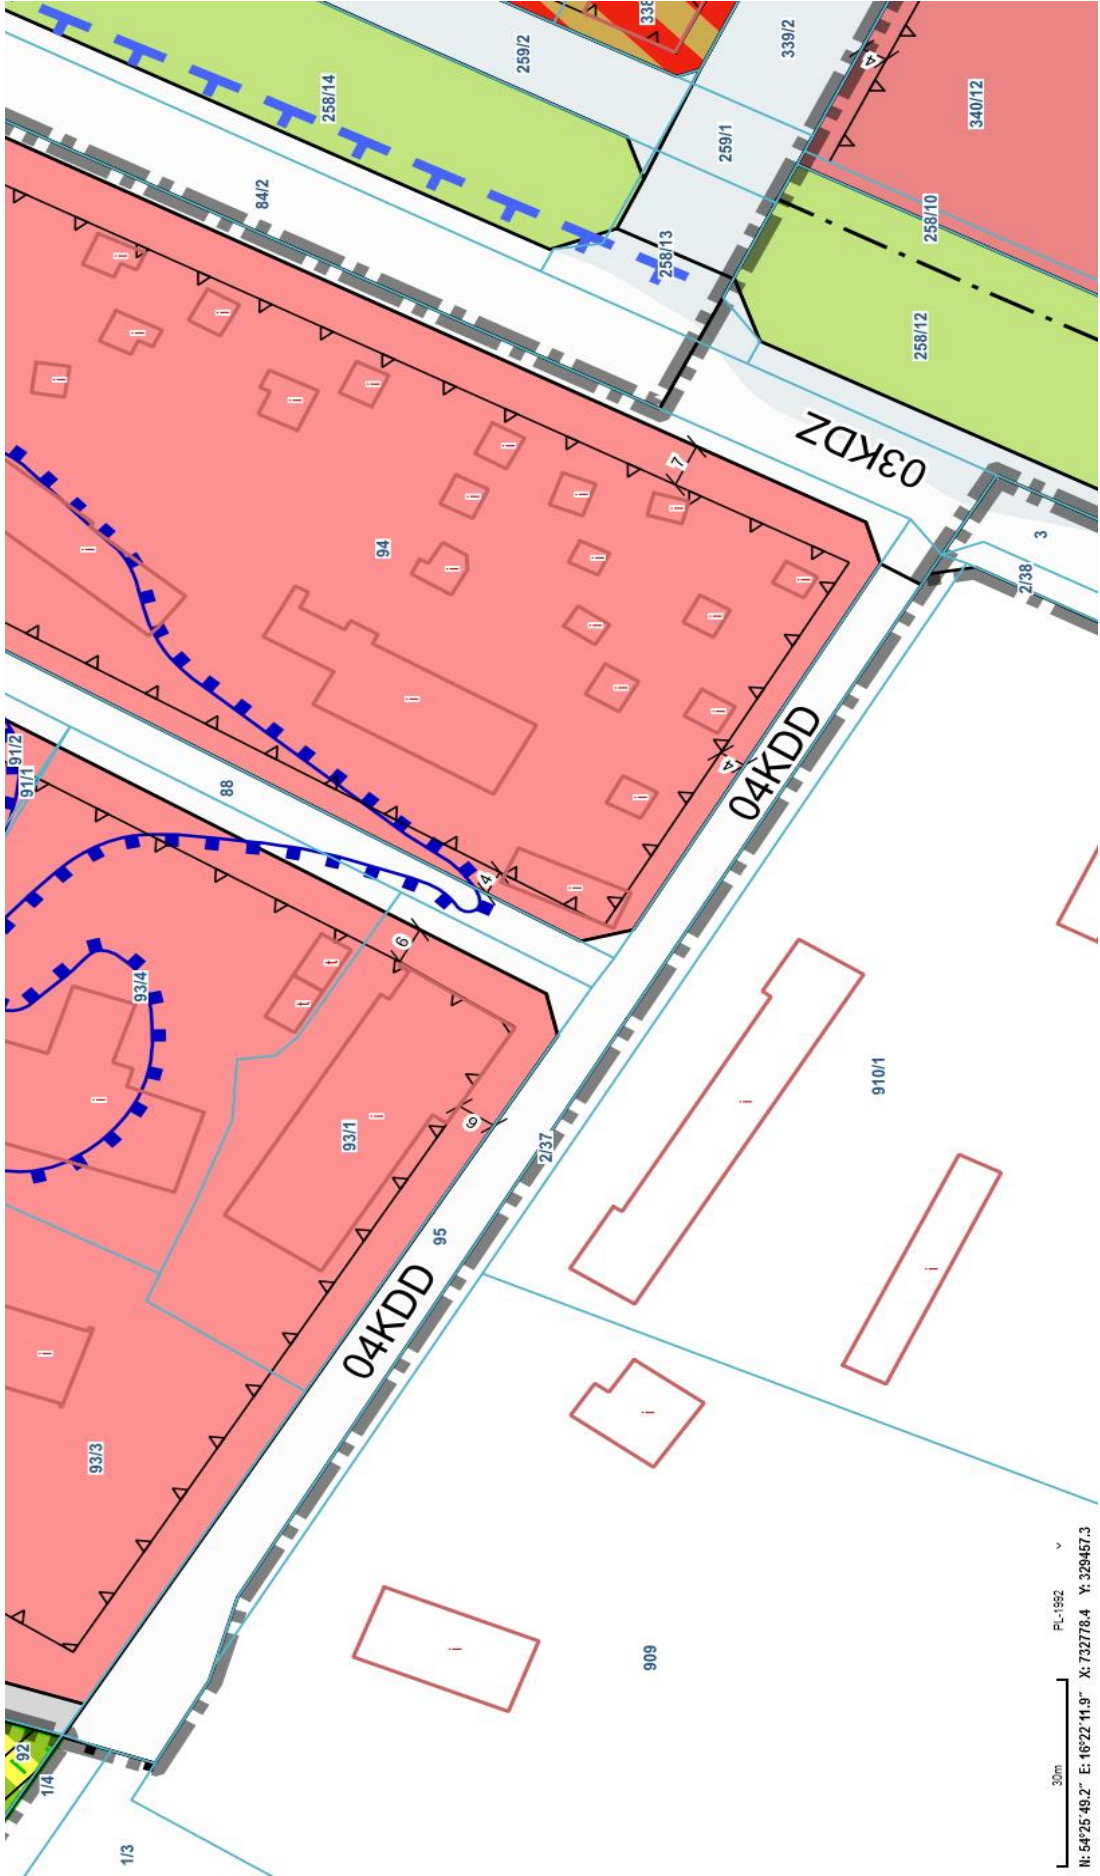 338
339/2
259/2
258/14
340/12
259/1
84/2
258/10
258/13
258/12
4
i
i
i
i
i
i
i
03KDZ
7
i
i
i
i
i
94
3
2/38
i
i
i
i
i
i
i
i
i
91/2
91/1
88
4
04KDD
4
i
6
t
t
93/4
i
93/1
i
6
910/1
i
2/37
i
95
04KDD
i
i
93/3
i
909
92
1/4
1/3
30m
PL-1992
N: 54°25'49.2" E: 16°22'11.9" X: 732778.4 Y: 329457.3